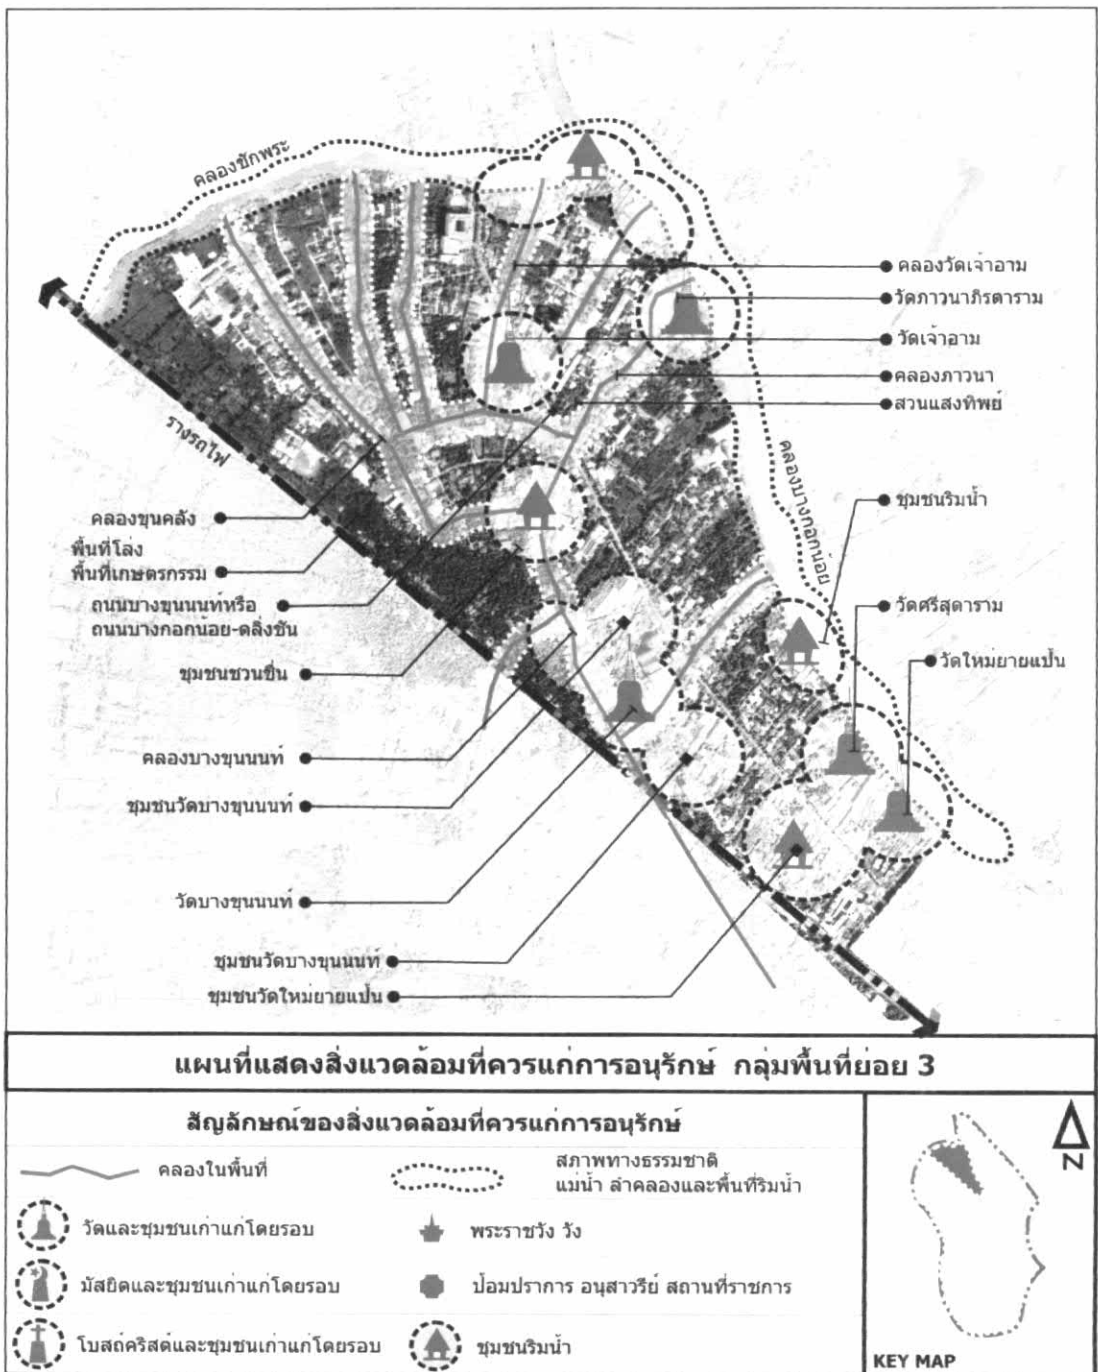 คลองชักพระ
คลองวัดเจ้าอาม
วัดภาวนาภิรตาราม
วัดเจ้าอาม
คลองภาวนา
สวนแสงทิพย์
รางรถไฟ
คลองบางกอกน้อย
ชุมชนริมน้ำ
คลองขุนคลัง
พื้นที่โล่ง
พื้นที่เกษตรกรรม
ถนนบางขุนนนท์หรือ
ถนนบางกอกน้อย-ตลิ่งชัน
วัดศรีสุดาราม
วัดใหม่ยายแป้น
ชุมชนชวนชื่น
คลองบางขุนนนท์
ชุมชนวัดบางขุนนนท์
วัดบางขุนนนท์
ชุมชนวัดบางขุนนนท์
ชุมชนวัดใหม่ยายแป้น
แผนที่แสดงสิ่งแวดล้อมที่ควรแก่การอนุรักษ์ กลุ่มพื้นที่ย่อย 3
สัญลักษณ์ของสิ่งแวดล้อมที่ควรแก่การอนุรักษ์
คลองในพื้นที่
สภาพทางธรรมชาติ
แม่น้ำ ลำคลองและพื้นที่ริมน้ำ
วัดและชุมชนเก่าแก่โดยรอบ
พระราชวัง วัง
มัสยิดและชุมชนเก่าแก่โดยรอบ
ป้อมปราการ อนุสาวรีย์ สถานที่ราชการ
โบสถ์คริสต์และชุมชนเก่าแก่โดยรอบ
ชุมชนริมน้ำ
N
KEY MAP